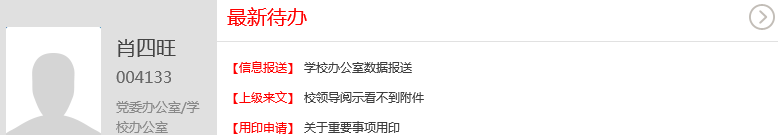 肖四旺
004133
党委办公室/学
校办公室
最新待办
【信息报送】 学校办公室数据报送
【上级来文】 校领导阅示看不到附件
【用印申请】 关于重要事项用印